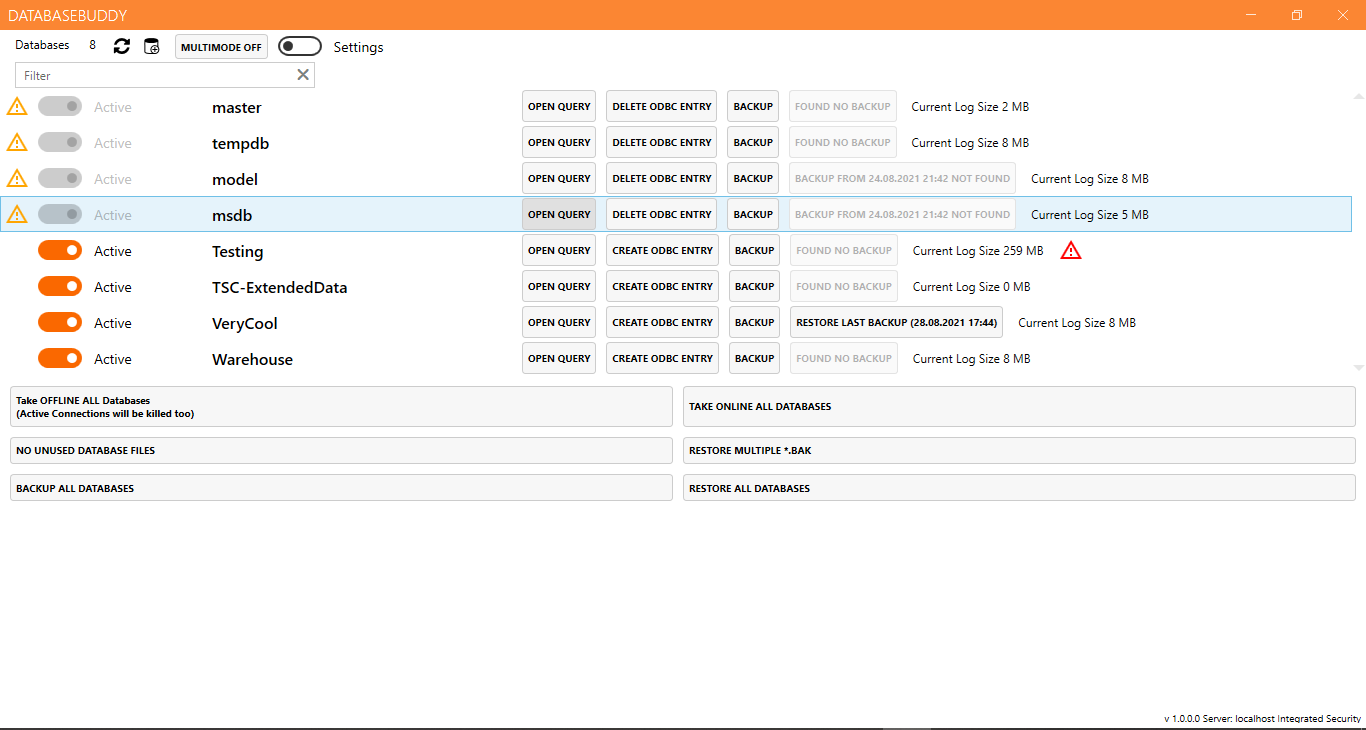 DATABASEBUDDY
Databases 8 MULTIMODE OFF Settings
Filter
Active master OPEN QUERY DELETE ODBC ENTRY BACKUP FOUND NO BACKUP Current Log Size 2 MB
Active tempdb OPEN QUERY DELETE ODBC ENTRY BACKUP FOUND NO BACKUP Current Log Size 8 MB
Active model OPEN QUERY DELETE ODBC ENTRY BACKUP BACKUP FROM 24.08.2021 21:42 NOT FOUND Current Log Size 8 MB
Active msdb OPEN QUERY DELETE ODBC ENTRY BACKUP BACKUP FROM 24.08.2021 21:42 NOT FOUND Current Log Size 5 MB
Active Testing OPEN QUERY CREATE ODBC ENTRY BACKUP FOUND NO BACKUP Current Log Size 259 MB
Active TSC-ExtendedData OPEN QUERY CREATE ODBC ENTRY BACKUP FOUND NO BACKUP Current Log Size 0 MB
Active VeryCool OPEN QUERY CREATE ODBC ENTRY BACKUP RESTORE LAST BACKUP (28.08.2021 17:44) Current Log Size 8 MB
Active Warehouse OPEN QUERY CREATE ODBC ENTRY BACKUP FOUND NO BACKUP Current Log Size 8 MB
Take OFFLINE ALL Databases
(Active Connections will be killed too)
TAKE ONLINE ALL DATABASES
NO UNUSED DATABASE FILES
RESTORE MULTIPLE *.BAK
BACKUP ALL DATABASES
RESTORE ALL DATABASES
v 1.0.0.0 Server: localhost Integrated Security